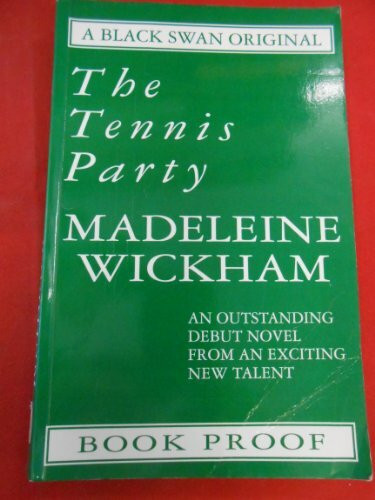 A BLACK SWAN ORIGINAL
The
Tennis
Party
MADELEINE
WICKHAM
AN OUTSTANDING
DEBUT NOVEL
FROM AN EXCITING
NEW TALENT
BOOK PROOF